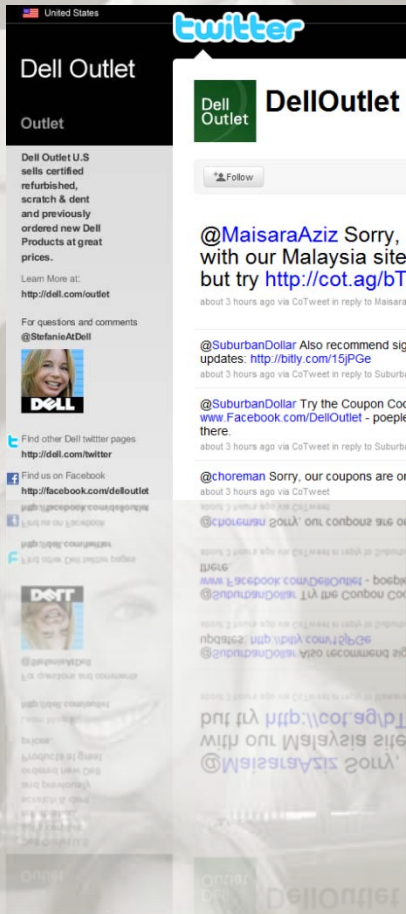 United States
twitter
Dell Outlet
Outlet
Dell Outlet U.S
sells certified
refurbished,
scratch & dent
and previously
ordered new Dell
Products at great
prices.
Learn More at:
http://dell.com/outlet
For questions and comments
@StefanieAtDell
DELL
Find other Dell twitter pages
http://dell.com/twitter
Find us on Facebook
http://facebook.com/delloutlet
Dell
Outlet
DellOutlet
Follow
@MaisaraAziz Sorry,
with our Malaysia site
but try http://cot.ag/bT
about 3 hours ago via CoTweet in reply to Maisara
@SuburbanDollar Also recommend sig
updates: http://bitly.com/15jPGe
about 3 hours ago via CoTweet in reply to Suburba
@SuburbanDollar Try the Coupon Coo
www.Facebook.com/DellOutlet - poeple
there.
about 3 hours ago via CoTweet in reply to Suburba
@choreman Sorry, our coupons are or
about 3 hours ago via CoTweet